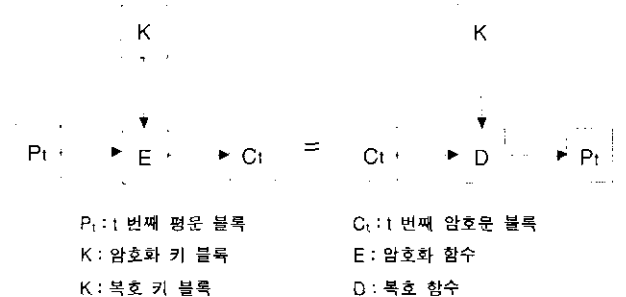 K K
Pt E Ct = Ct D Pt
Pt : t 번째 평문 블록 Ct : t 번째 암호문 블록
K : 암호화 키 블록 E : 암호화 함수
K : 복호 키 블록 D : 복호 함수